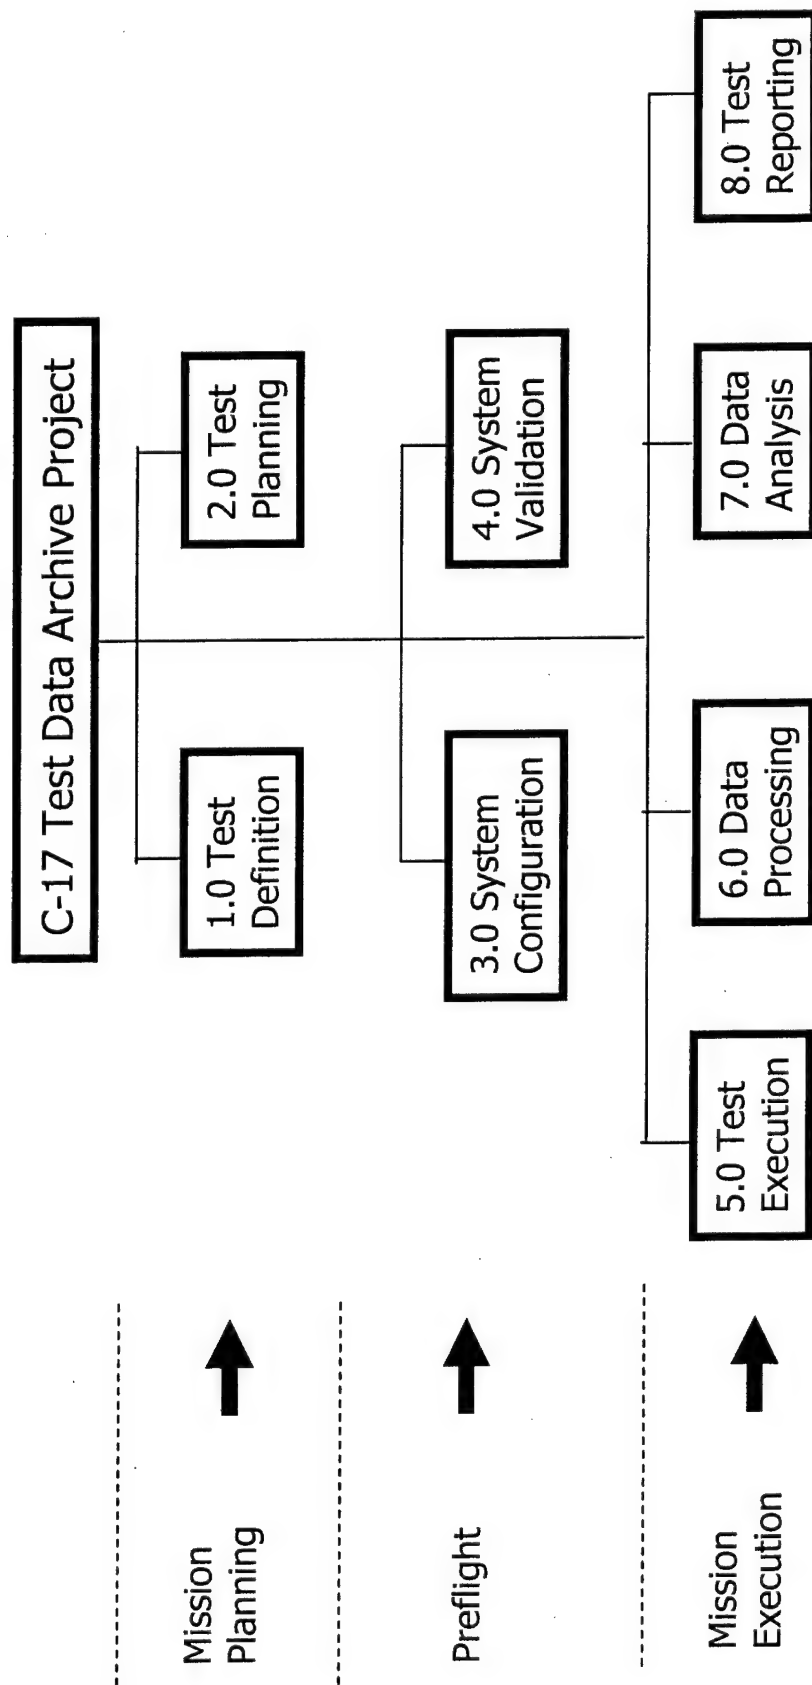 C-17 Test Data Archive Project
Mission
Planning
1.0 Test
Definition
2.0 Test
Planning
Preflight
3.0 System
Configuration
4.0 System
Validation
Mission
Execution
5.0 Test
Execution
6.0 Data
Processing
7.0 Data
Analysis
8.0 Test
Reporting